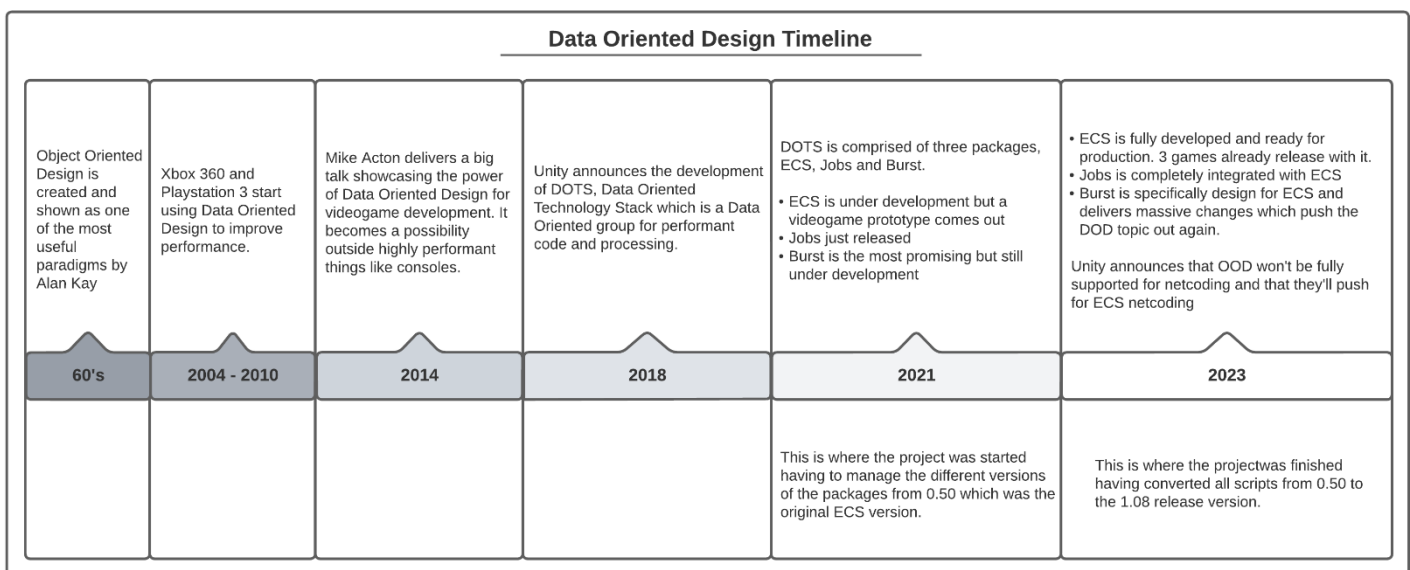 Data Oriented Design Timeline
Object Oriented
Design is
created and
shown as one
of the most
useful
paradigms by
Alan Kay
60's
Xbox 360 and
Playstation 3 start
using Data Oriented
Design to improve
performance.
2004 - 2010
Mike Acton delivers a big
talk showcasing the power
of Data Oriented Design for
videogame development. It
becomes a possibility
outside highly performant
things like consoles.
2014
Unity announces the development
of DOTS, Data Oriented
Technology Stack which is a Data
Oriented group for performant
code and processing.
2018
DOTS is comprised of three packages,
ECS, Jobs and Burst.
• ECS is under development but a
videogame prototype comes out
• Jobs just released
• Burst is the most promising but still
under development
2021
This is where the project was started
having to manage the different versions
of the packages from 0.50 which was the
original ECS version.
• ECS is fully developed and ready for
production. 3 games already release with it.
• Jobs is completely integrated with ECS
• Burst is specifically design for ECS and
delivers massive changes which push the
DOD topic out again.
Unity announces that OOD won't be fully
supported for netcoding and that they'll push
for ECS netcoding
2023
This is where the projectwas finished
having converted all scripts from 0.50 to
the 1.08 release version.